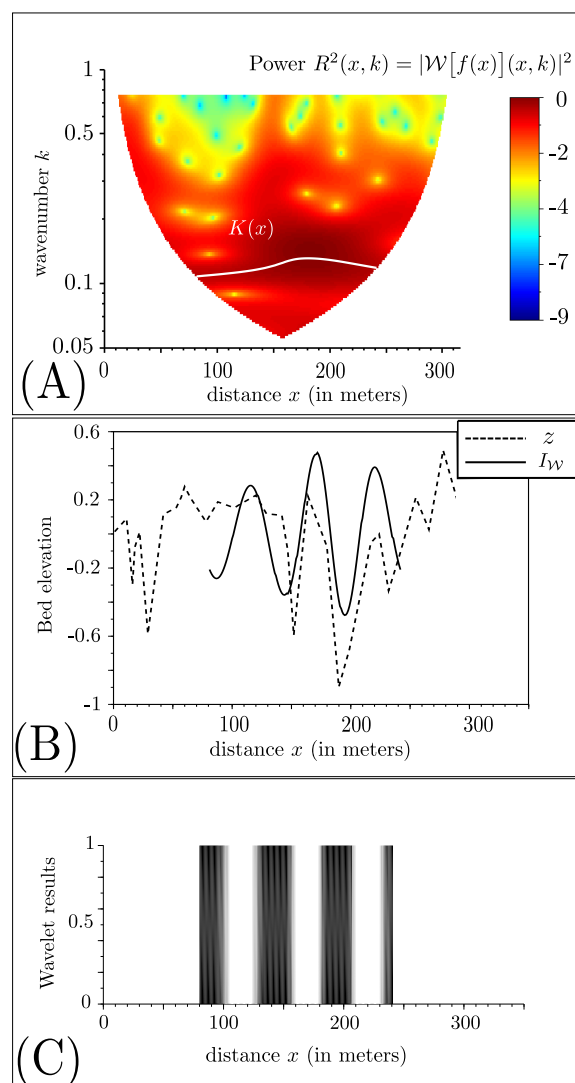 Power R²(x, k) = |𝒲[f(x)](x, k)|²
1
0.5
0.1
0.05
wavenumber k
K(x)
0
-2
-4
-7
-9
0
100
200
300
distance x (in meters)
(A)
0.6
0.2
-0.2
-0.6
-1
Bed elevation
z
I𝒲
0
100
200
300
distance x (in meters)
(B)
1
0.5
0
Wavelet results
0
100
200
300
distance x (in meters)
(C)